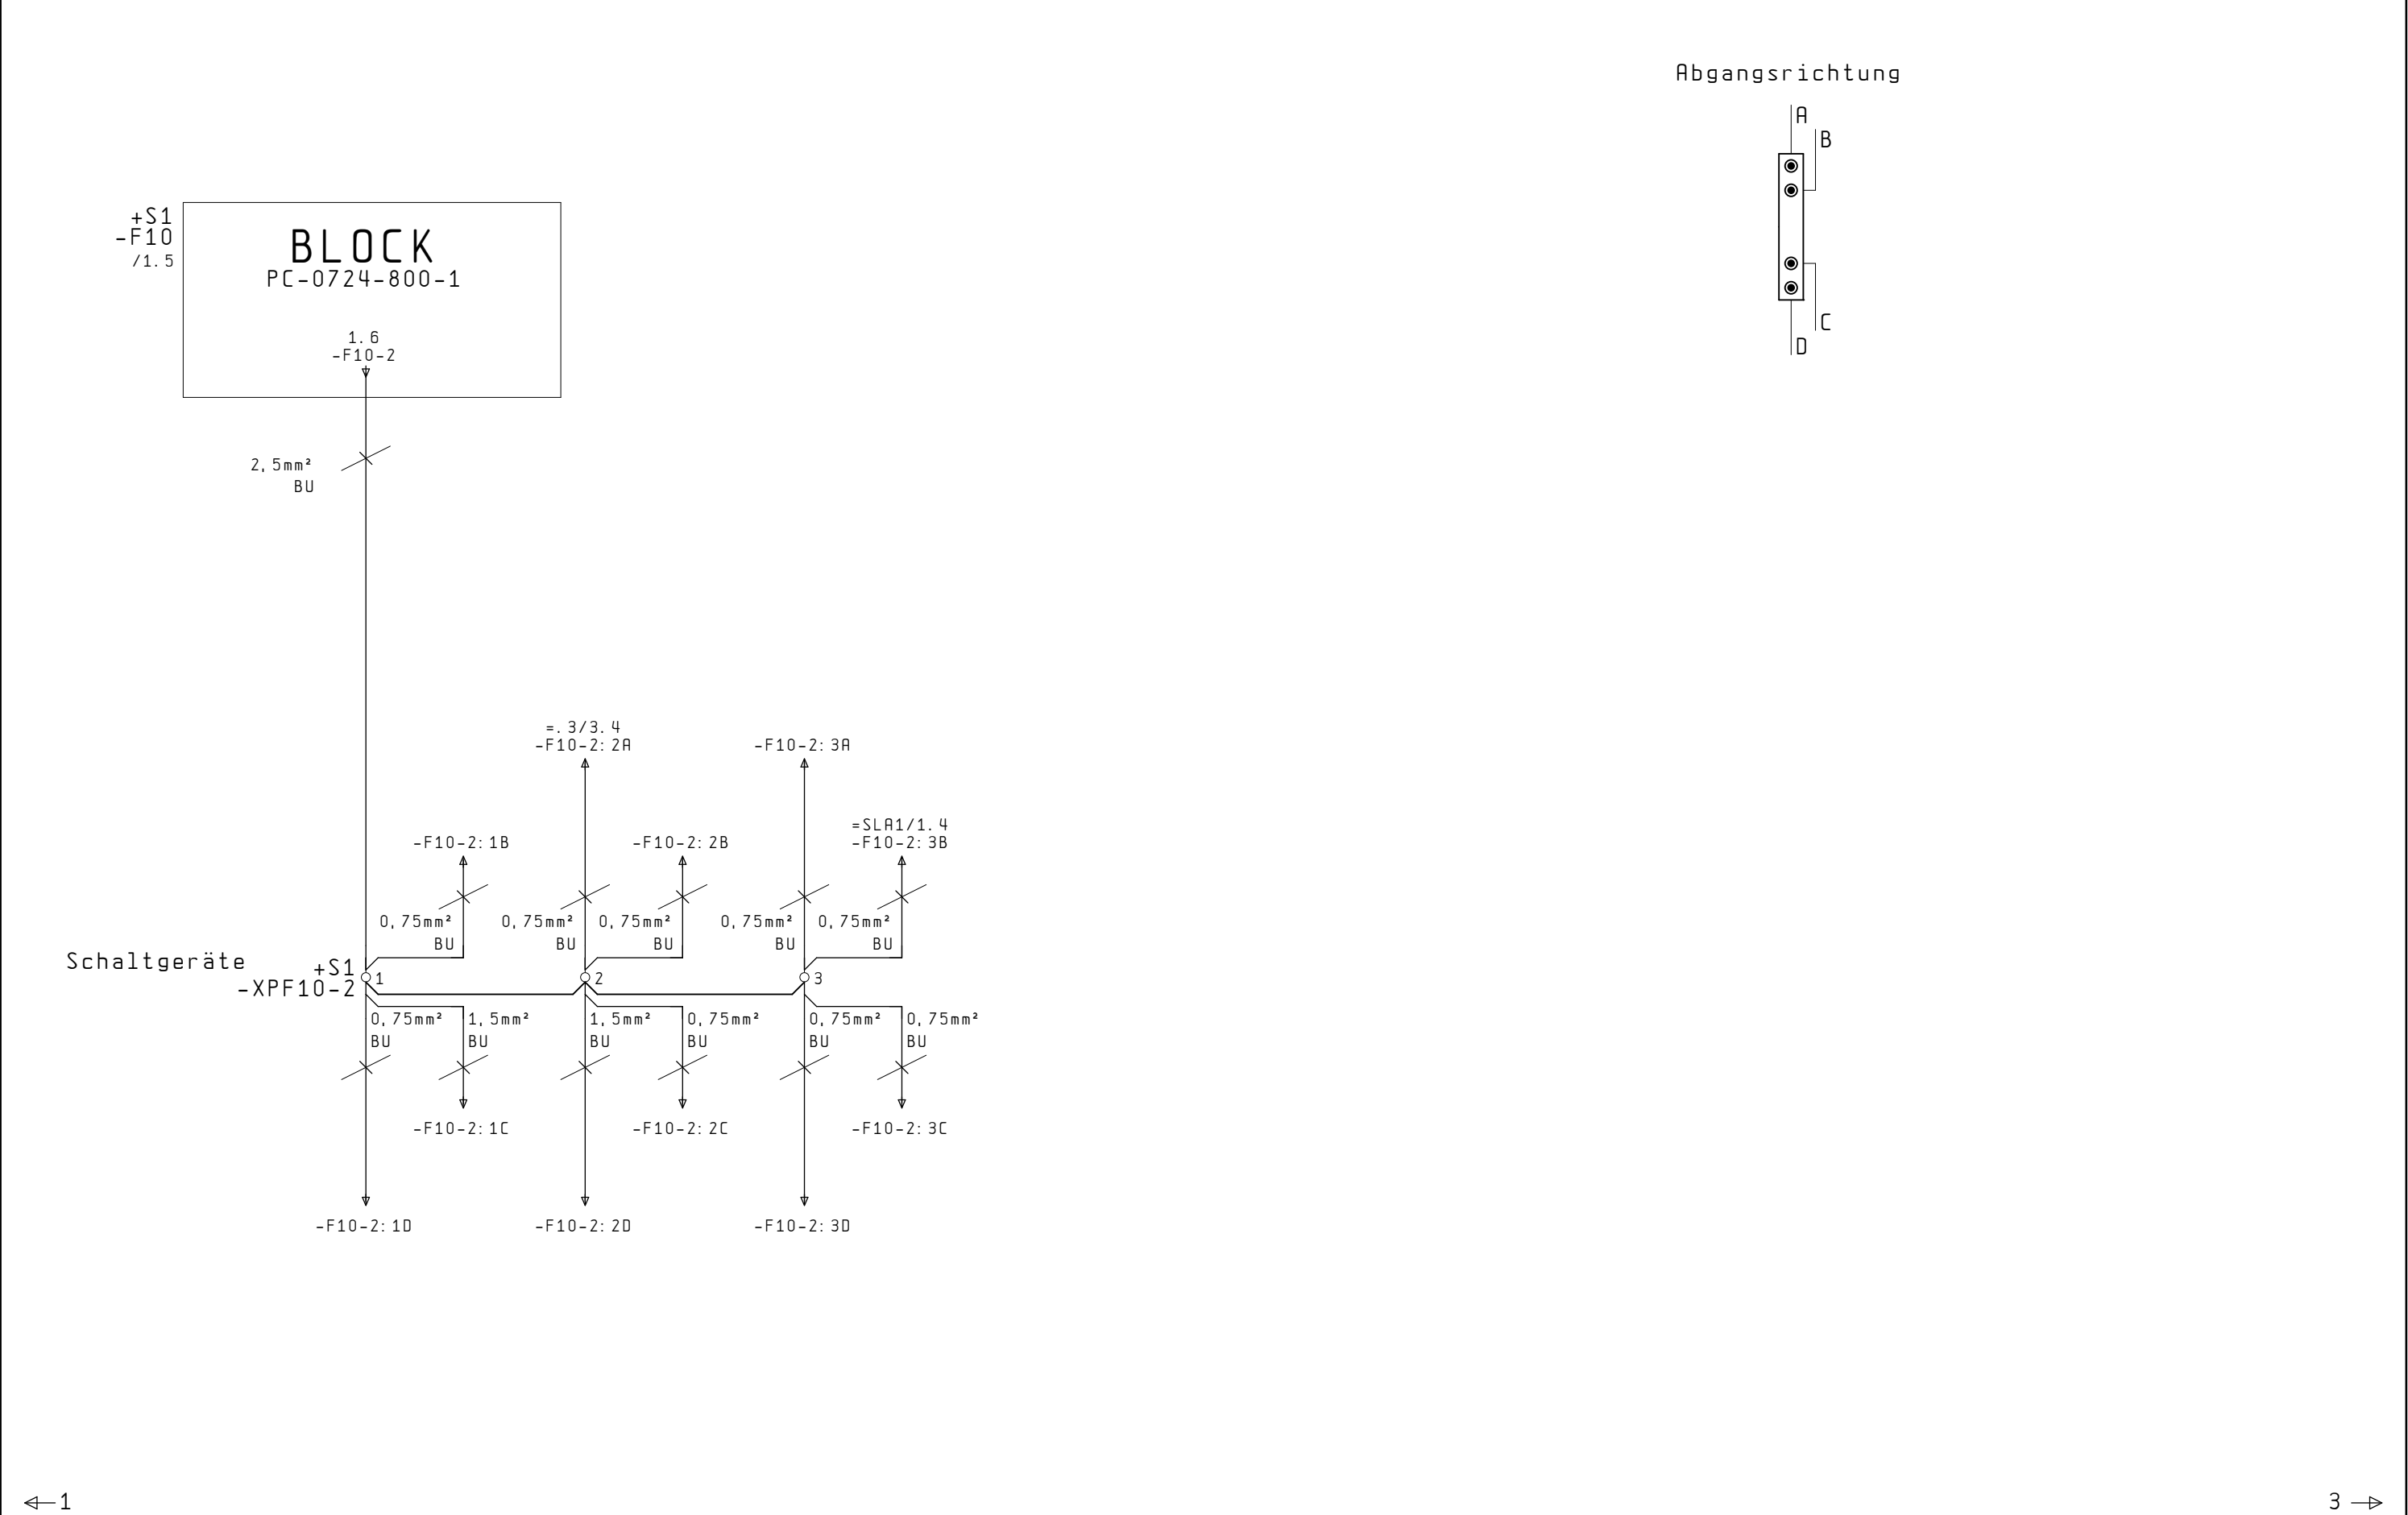 Abgangsrichtung
A
B
C
D
+S1
-F10
/1.5
BLOCK
PC-0724-800-1
1.6
-F10-2
2,5mm²
BU
=.3/3.4
-F10-2:2A
-F10-2:3A
=SLA1/1.4
-F10-2:1B
-F10-2:2B
-F10-2:3B
0,75mm²
BU
0,75mm²
BU
0,75mm²
BU
0,75mm²
BU
0,75mm²
BU
Schaltgeräte
+S1
-XPF10-2
1
2
3
0,75mm²
BU
1,5mm²
BU
1,5mm²
BU
0,75mm²
BU
0,75mm²
BU
0,75mm²
BU
-F10-2:1C
-F10-2:2C
-F10-2:3C
-F10-2:1D
-F10-2:2D
-F10-2:3D
1
3